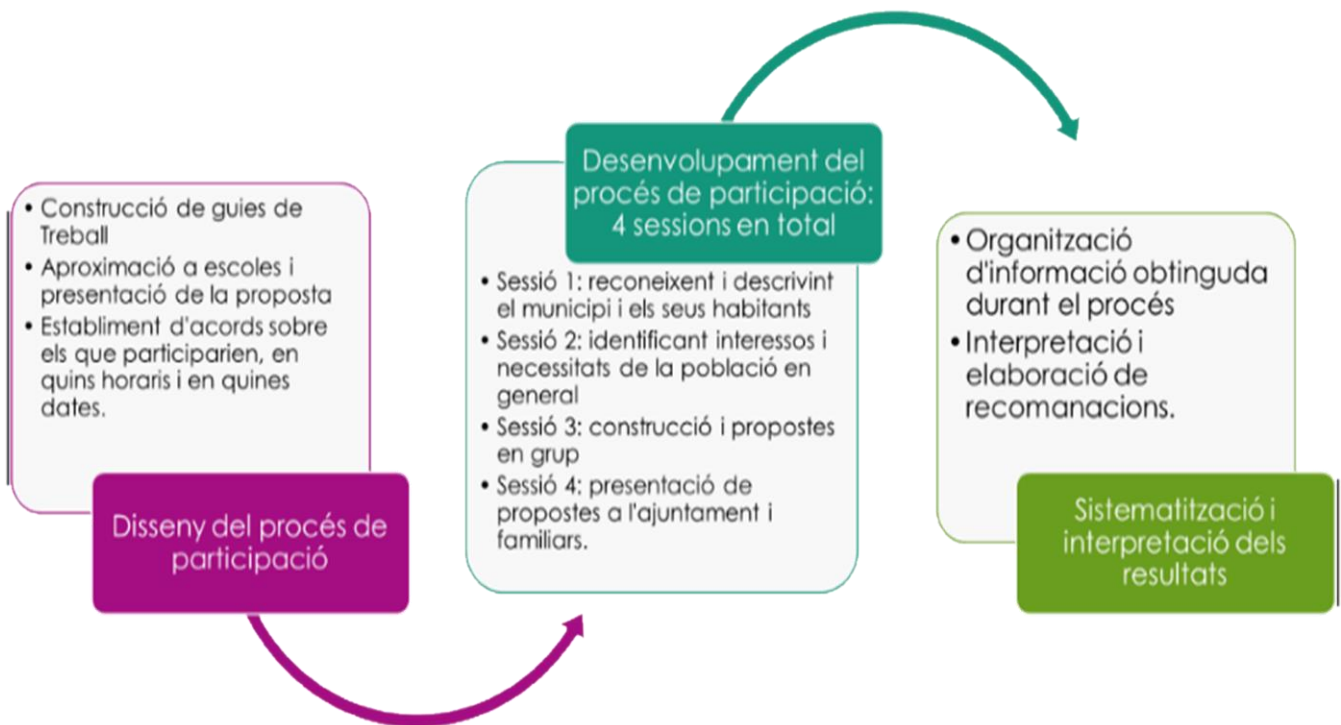 • Construcció de guies de
Treball
• Aproximació a escoles i
presentació de la proposta
• Establiment d'acords sobre
els que participarien, en
quins horaris i en quines
dates.
Disseny del procés de
participació
Desenvolupament del
procés de participació:
4 sessions en total
• Sessió 1: reconeixent i descrivint
el municipi i els seus habitants
• Sessió 2: identificant interessos i
necessitats de la població en
general
• Sessió 3: construcció i propostes
en grup
• Sessió 4: presentació de
propostes a l'ajuntament i
familiars.
• Organització
d'informació obtinguda
durant el procés
• Interpretació i
elaboració de
recomanacions.
Sistematització i
interpretació dels
resultats